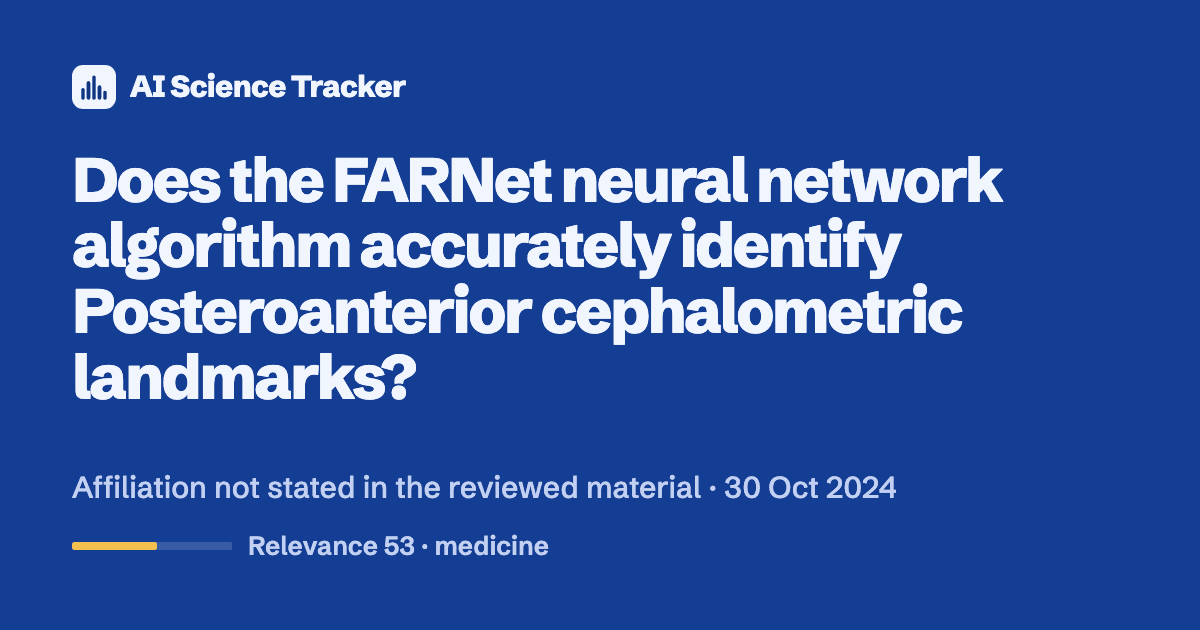 AI Science Tracker
Does the FARNet neural network
algorithm accurately identify
Posteroanterior cephalometric
landmarks?
Affiliation not stated in the reviewed material · 30 Oct 2024
Relevance 53 · medicine